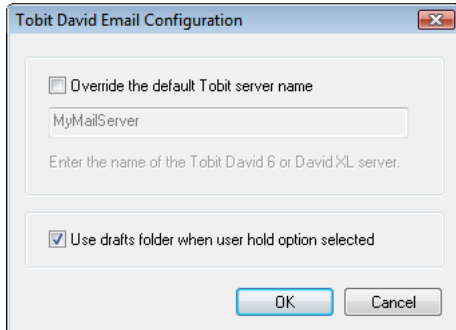 Tobit David Email Configuration
Override the default Tobit server name
MyMailServer
Enter the name of the Tobit David 6 or David XL server.
Use drafts folder when user hold option selected
OK Cancel